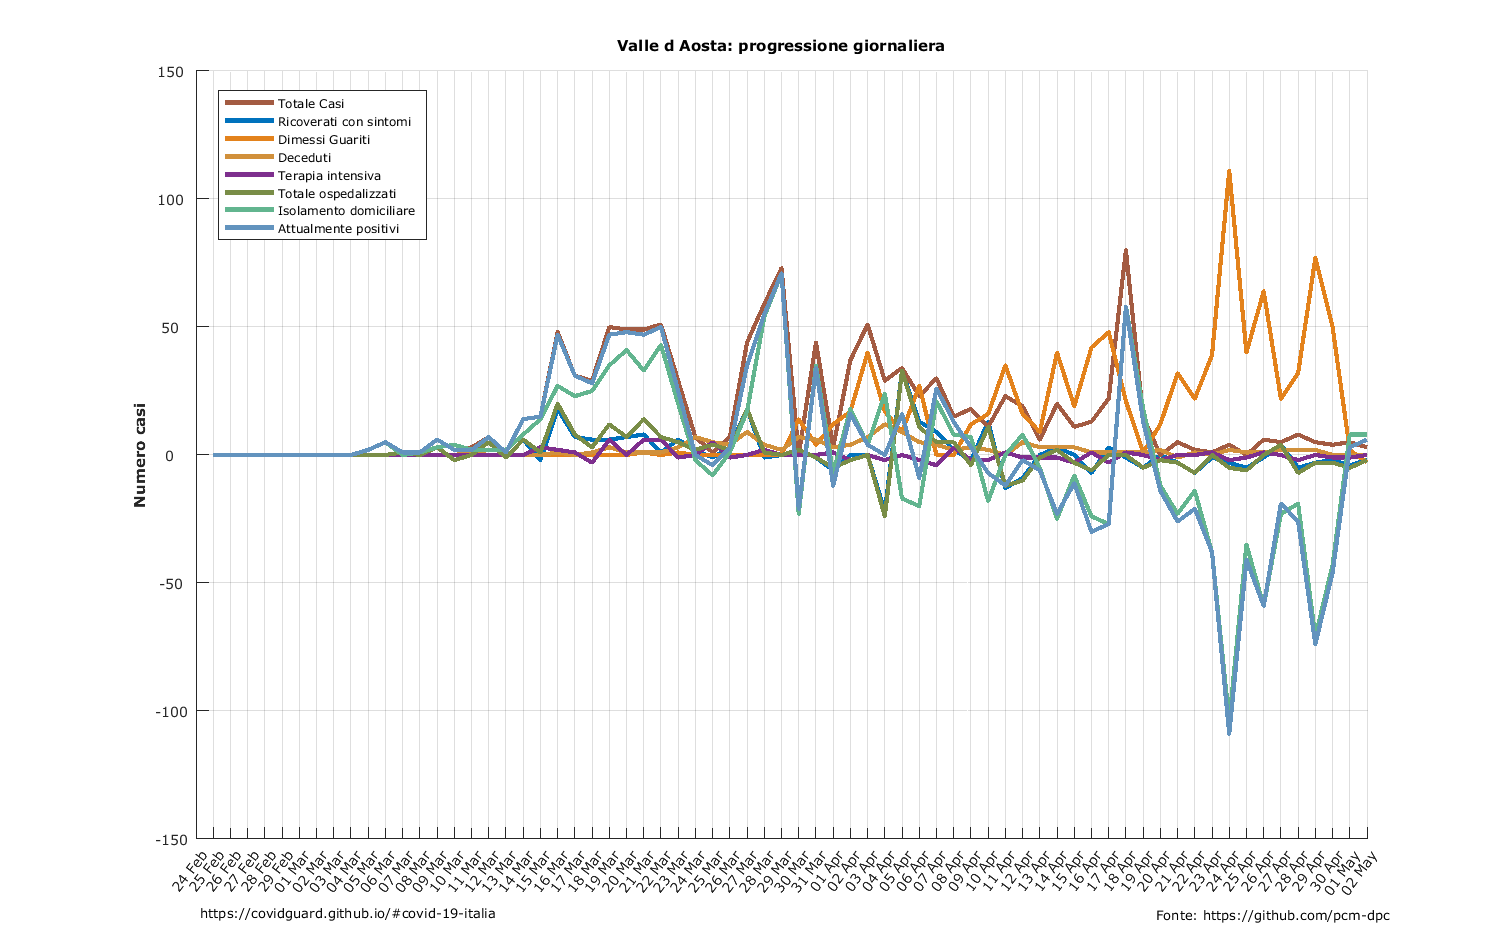 Valle d Aosta: progressione giornaliera
150
100
50
0
-50
-100
-150
Numero casi
Totale Casi
Ricoverati con sintomi
Dimessi Guariti
Deceduti
Terapia intensiva
Totale ospedalizzati
Isolamento domiciliare
Attualmente positivi
24 Feb
25 Feb
26 Feb
27 Feb
28 Feb
29 Feb
01 Mar
02 Mar
03 Mar
04 Mar
05 Mar
06 Mar
07 Mar
08 Mar
09 Mar
10 Mar
11 Mar
12 Mar
13 Mar
14 Mar
15 Mar
16 Mar
17 Mar
18 Mar
19 Mar
20 Mar
21 Mar
22 Mar
23 Mar
24 Mar
25 Mar
26 Mar
27 Mar
28 Mar
29 Mar
30 Mar
31 Mar
01 Apr
02 Apr
03 Apr
04 Apr
05 Apr
06 Apr
07 Apr
08 Apr
09 Apr
10 Apr
11 Apr
12 Apr
13 Apr
14 Apr
15 Apr
16 Apr
17 Apr
18 Apr
19 Apr
20 Apr
21 Apr
22 Apr
23 Apr
24 Apr
25 Apr
26 Apr
27 Apr
28 Apr
29 Apr
30 Apr
01 May
02 May
https://covidguard.github.io/#covid-19-italia
Fonte: https://github.com/pcm-dpc